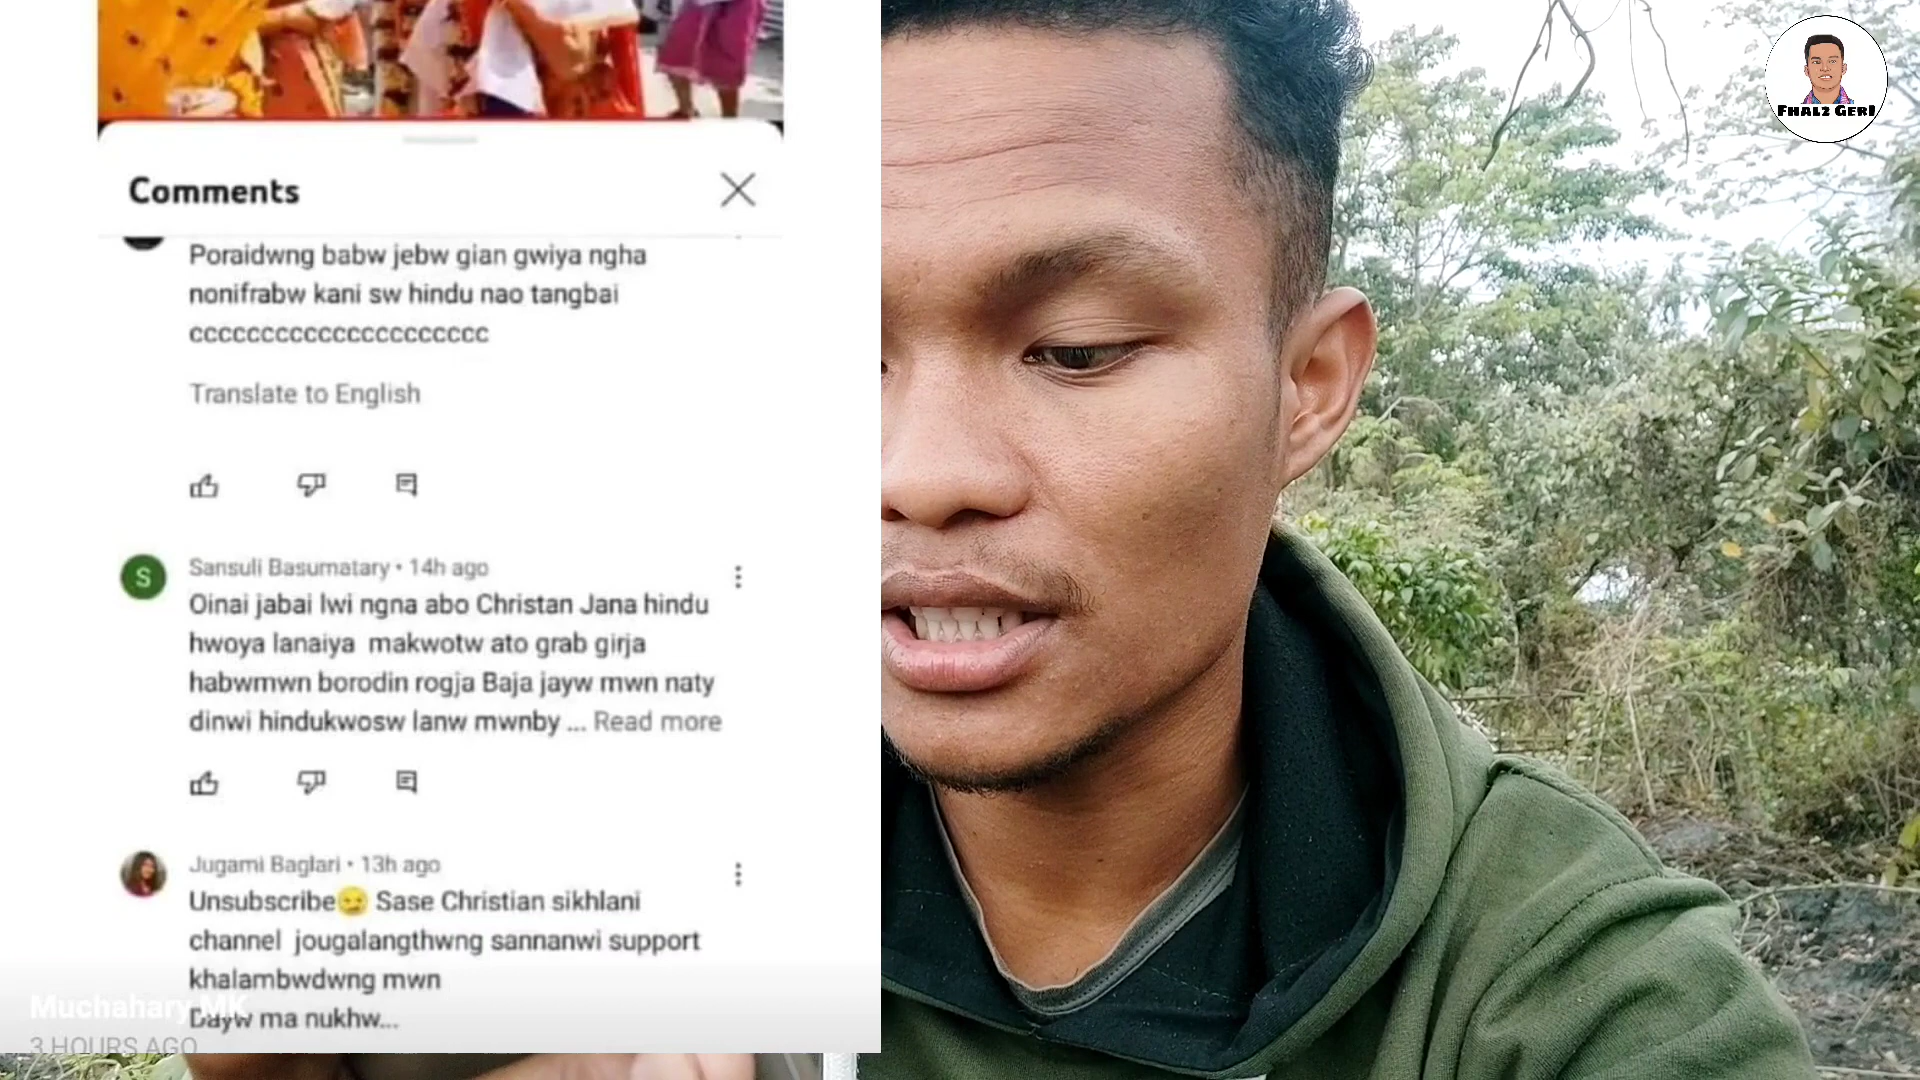 Comments
Poraidwng babw jebw gian gwiya ngha
nonifrabw kani sw hindu nao tangbai
ccccccccccccccccccccc
Translate to English
S
Sansuli Basumatary • 14h ago
Oinai jabai lwi ngna abo Christan Jana hindu
hwoya lanaiya makwotw ato grab girja
habwmwn borodin rogja Baja jayw mwn naty
dinwi hindukwosw lanw mwnby ... Read more
Jugami Baglari • 13h ago
Unsubscribe😏 Sase Christian sikhlani
channel jougalangthwng sannanwi support
khalambwdwng mwn
Dayw ma nukhw...
Muchahary MK
3 HOURS AGO
FHALZ GERI